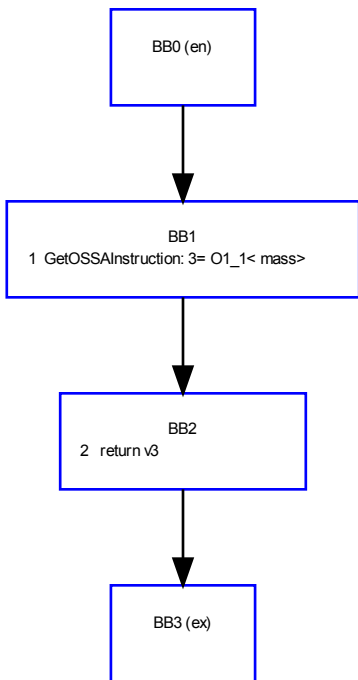 BB0 (en)
BB1
1 GetOSSAInstruction: 3= O1_1< mass>
BB2
2 return v3
BB3 (ex)